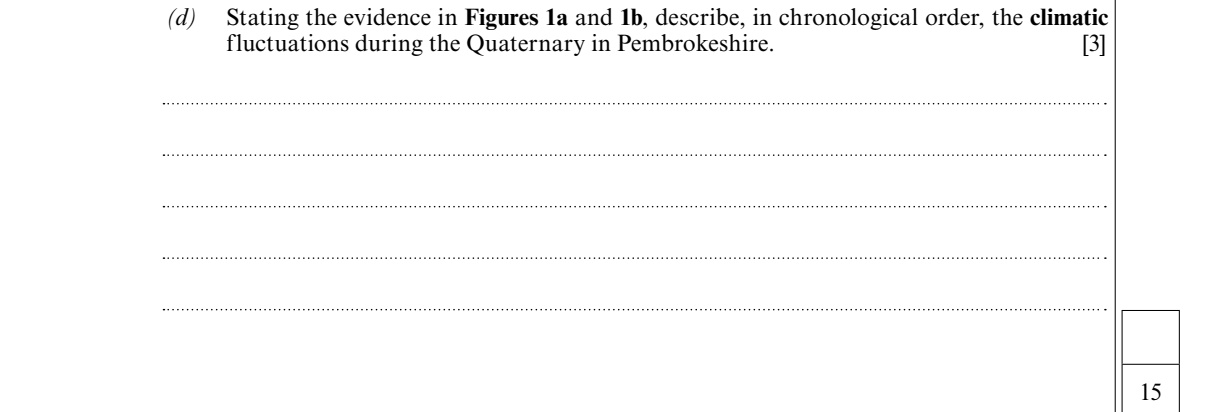 (d) Stating the evidence in Figures 1a and 1b, describe, in chronological order, the climatic
fluctuations during the Quaternary in Pembrokeshire. [3]
15